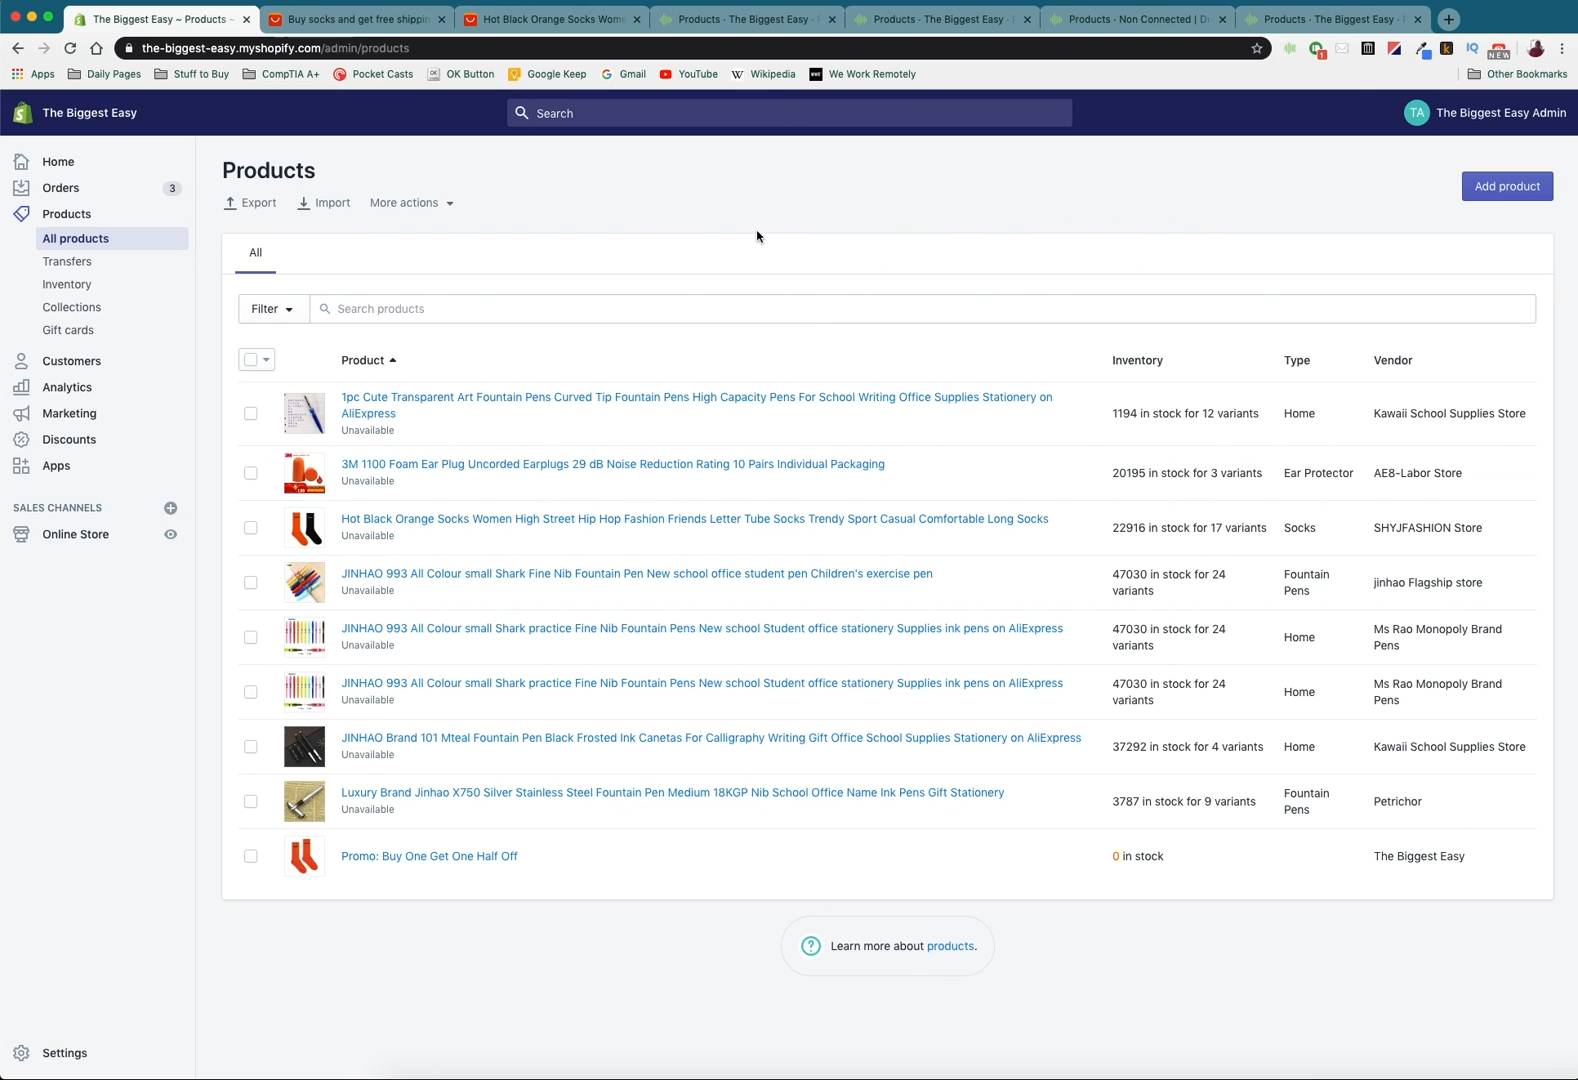 The Biggest Easy ~ Products ~
Buy socks and get free shippin
Hot Black Orange Socks Wome
Products · The Biggest Easy ·
Products · The Biggest Easy ·
Products · Non Connected | D
Products · The Biggest Easy ·
the-biggest-easy.myshopify.com/admin/products
Apps
Daily Pages
Stuff to Buy
CompTIA A+
Pocket Casts
OK Button
Google Keep
Gmail
YouTube
Wikipedia
We Work Remotely
Other Bookmarks
The Biggest Easy
Search
TA
The Biggest Easy Admin
Home
Orders
3
Products
All products
Transfers
Inventory
Collections
Gift cards
Customers
Analytics
Marketing
Discounts
Apps
SALES CHANNELS
Online Store
Settings
Products
Export
Import
More actions
Add product
All
Filter
Search products
Product
Inventory
Type
Vendor
1pc Cute Transparent Art Fountain Pens Curved Tip Fountain Pens High Capacity Pens For School Writing Office Supplies Stationery on
AliExpress
Unavailable
1194 in stock for 12 variants
Home
Kawaii School Supplies Store
3M 1100 Foam Ear Plug Uncorded Earplugs 29 dB Noise Reduction Rating 10 Pairs Individual Packaging
Unavailable
20195 in stock for 3 variants
Ear Protector
AE8-Labor Store
Hot Black Orange Socks Women High Street Hip Hop Fashion Friends Letter Tube Socks Trendy Sport Casual Comfortable Long Socks
Unavailable
22916 in stock for 17 variants
Socks
SHYJFASHION Store
JINHAO 993 All Colour small Shark Fine Nib Fountain Pen New school office student pen Children's exercise pen
Unavailable
47030 in stock for 24
variants
Fountain
Pens
jinhao Flagship store
JINHAO 993 All Colour small Shark practice Fine Nib Fountain Pens New school Student office stationery Supplies ink pens on AliExpress
Unavailable
47030 in stock for 24
variants
Home
Ms Rao Monopoly Brand
Pens
JINHAO 993 All Colour small Shark practice Fine Nib Fountain Pens New school Student office stationery Supplies ink pens on AliExpress
Unavailable
47030 in stock for 24
variants
Home
Ms Rao Monopoly Brand
Pens
JINHAO Brand 101 Mteal Fountain Pen Black Frosted Ink Canetas For Calligraphy Writing Gift Office School Supplies Stationery on AliExpress
Unavailable
37292 in stock for 4 variants
Home
Kawaii School Supplies Store
Luxury Brand Jinhao X750 Silver Stainless Steel Fountain Pen Medium 18KGP Nib School Office Name Ink Pens Gift Stationery
Unavailable
3787 in stock for 9 variants
Fountain
Pens
Petrichor
Promo: Buy One Get One Half Off
0 in stock
The Biggest Easy
Learn more about products.